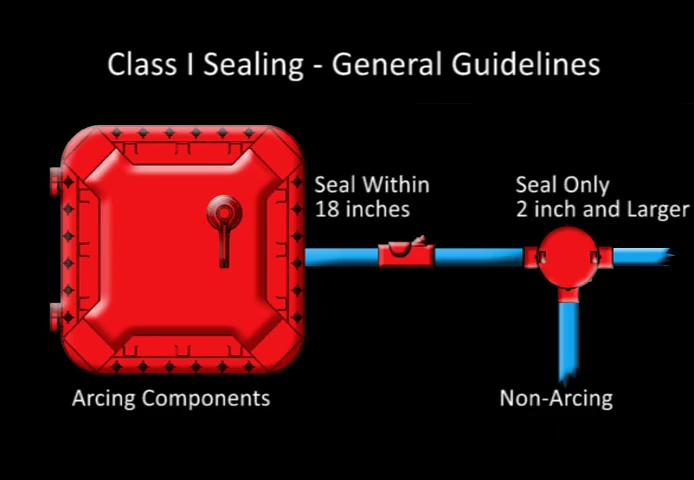 Class I Sealing - General Guidelines
Seal Within
18 inches
Seal Only
2 inch and Larger
Arcing Components
Non-Arcing